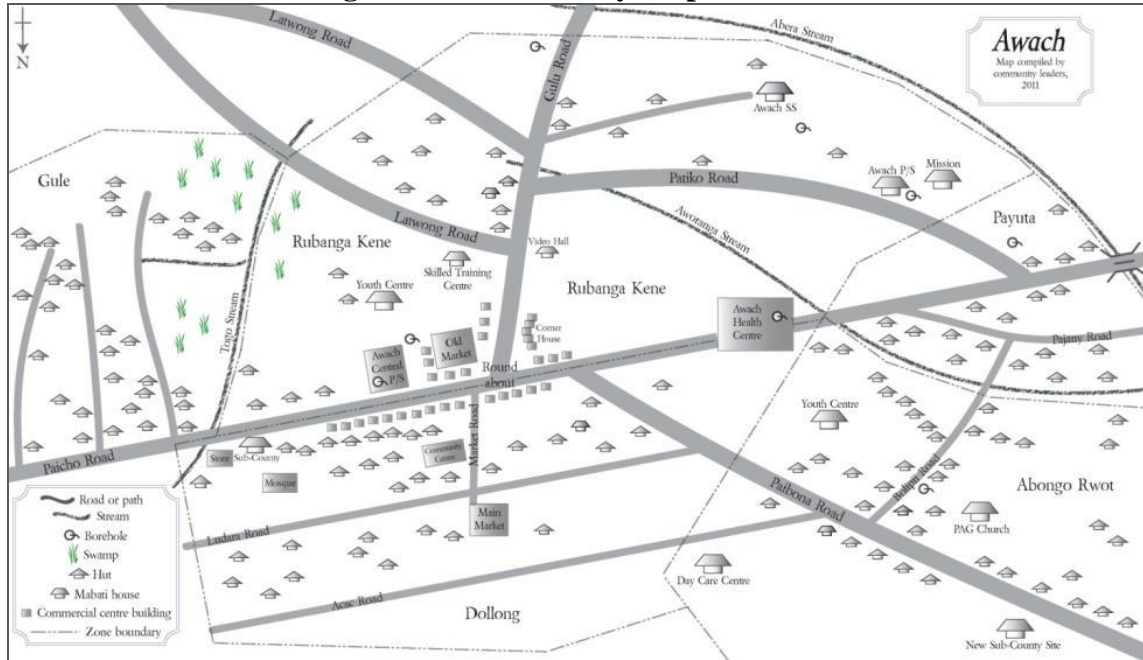 Latwong Road
Gulu Road
Abera Stream
Awach
Map compiled by
community leaders,
2011
N
Awach SS
Gule
Awach P/S
Mission
Patiko Road
Payuta
Latwong Road
Aworanga Stream
Rubanga Kene
Video Hall
Skilled Training
Centre
Youth Centre
Rubanga Kene
Togo Stream
Awach
Health
Centre
Corner
House
Old
Market
Awach
Central
P/S
Round
about
Pajany Road
Youth Centre
Market Road
Community
Centre
Paicho Road
Store
Sub-County
Mosque
Main
Market
Paibona Road
Abongo Rwot
PAG Church
Road or path
Stream
Borehole
Swamp
Hut
Mabati house
Commercial centre building
Zone boundary
Ludant Road
Day Care Centre
Acac Road
Dollong
New Sub-County Site